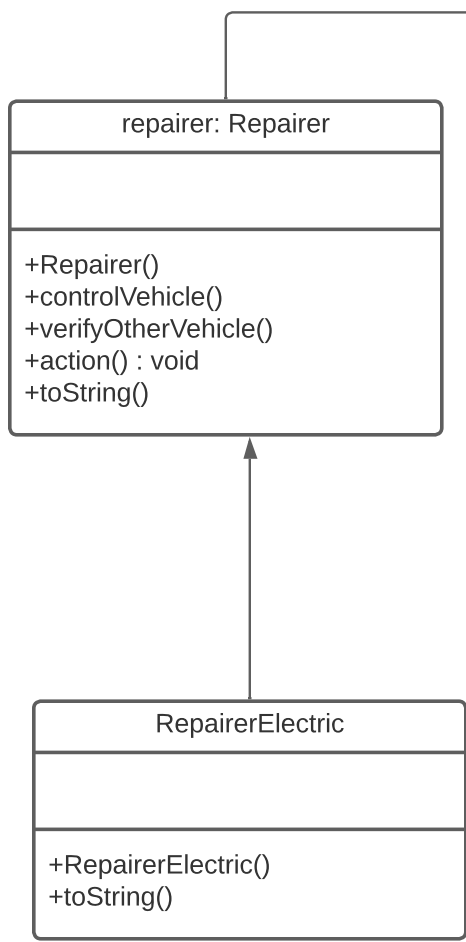 repairer: Repairer
+Repairer()
+controlVehicle()
+verifyOtherVehicle()
+action() : void
+toString()
RepairerElectric
+RepairerElectric()
+toString()